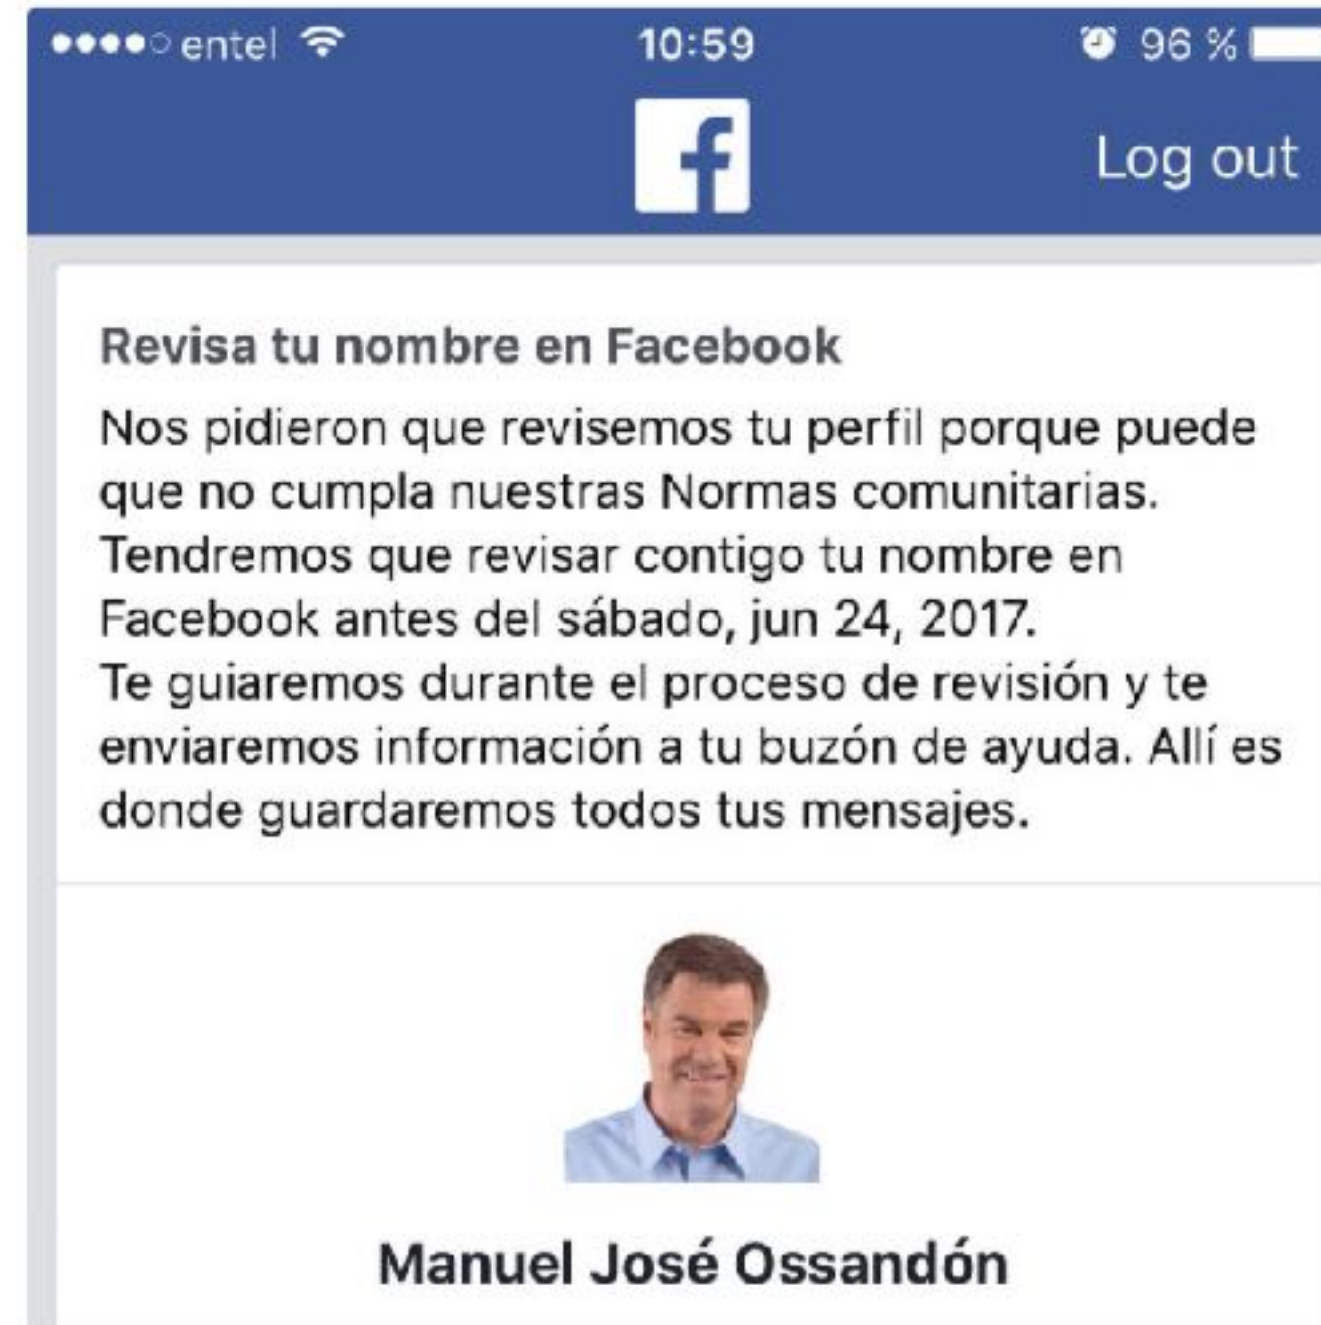 entel 10:59 96 %
f Log out
Revisa tu nombre en Facebook
Nos pidieron que revisemos tu perfil porque puede
que no cumpla nuestras Normas comunitarias.
Tendremos que revisar contigo tu nombre en
Facebook antes del sábado, jun 24, 2017.
Te guiaremos durante el proceso de revisión y te
enviaremos información a tu buzón de ayuda. Allí es
donde guardaremos todos tus mensajes.
Manuel José Ossandón